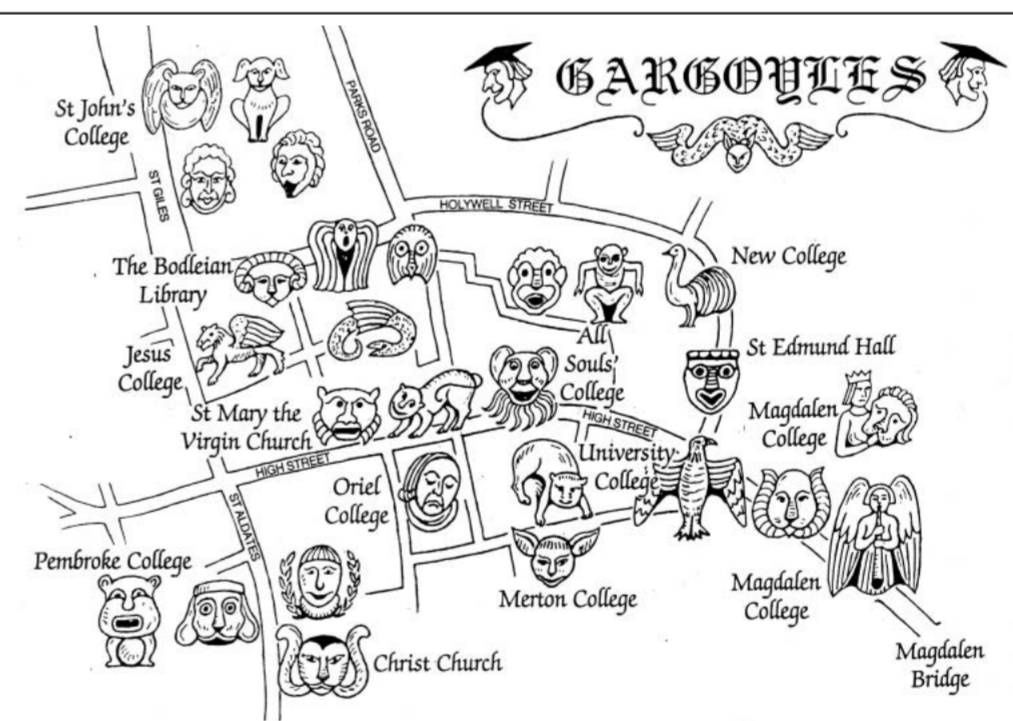 GARGOYLES
St John's
College
PARKS ROAD
ST GILES
HOLYWELL STREET
New College
The Bodleian
Library
All
Souls'
College
Jesus
College
St Edmund Hall
St Mary the
Virgin Church
Magdalen
College
HIGH STREET
HIGH STREET
University
College
Oriel
College
ST ALDATES
Pembroke College
Merton College
Magdalen
College
Christ Church
Magdalen
Bridge